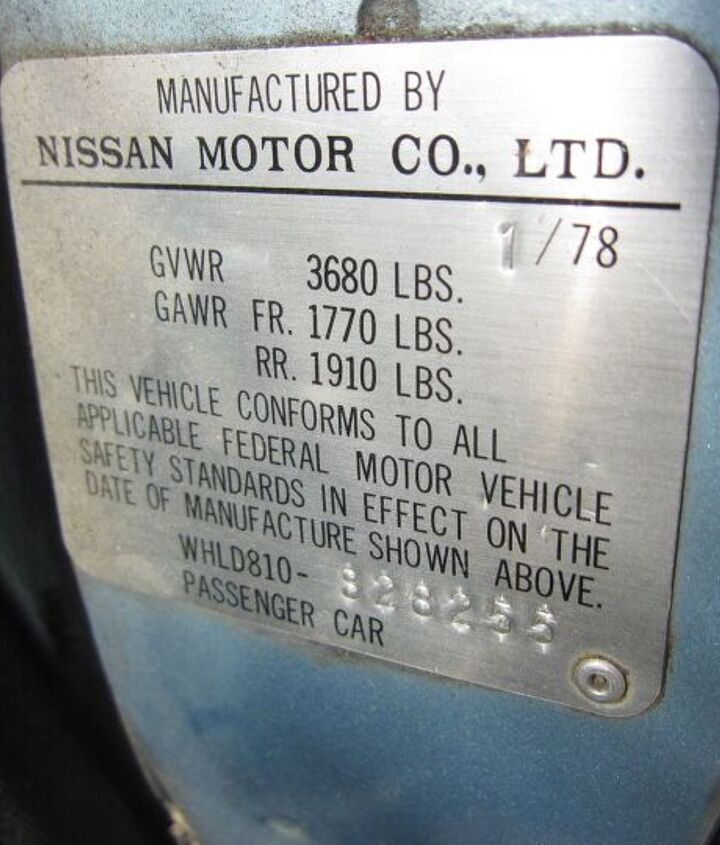 MANUFACTURED BY
NISSAN MOTOR CO., LTD.
1/78
GVWR 3680 LBS.
GAWR FR. 1770 LBS.
RR. 1910 LBS.
THIS VEHICLE CONFORMS TO ALL
APPLICABLE FEDERAL MOTOR VEHICLE
SAFETY STANDARDS IN EFFECT ON THE
DATE OF MANUFACTURE SHOWN ABOVE.
WHLD810-
PASSENGER CAR